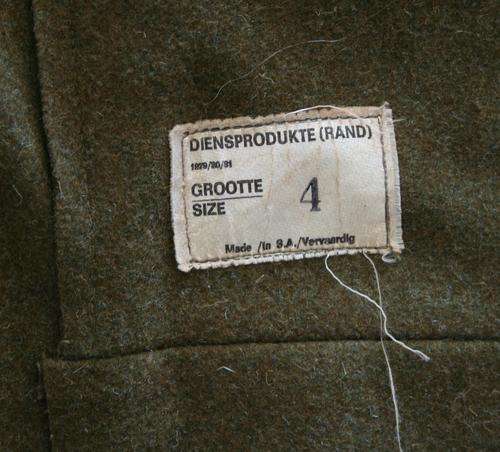 DIENSPRODUKTE (RAND)
1979/80/81
GROOTTE
SIZE
4
Made /In S.A./Vervaardig